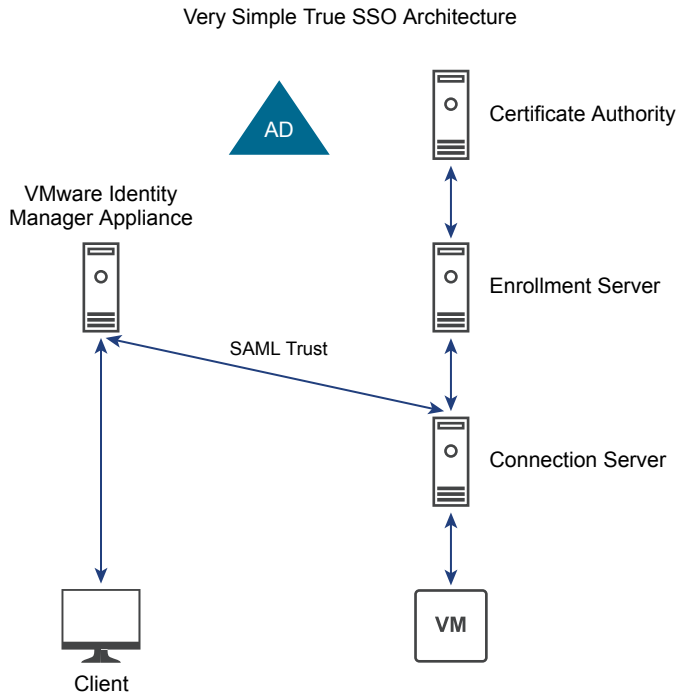 Very Simple True SSO Architecture
AD
Certificate Authority
VMware Identity
Manager Appliance
Enrollment Server
SAML Trust
Connection Server
VM
Client